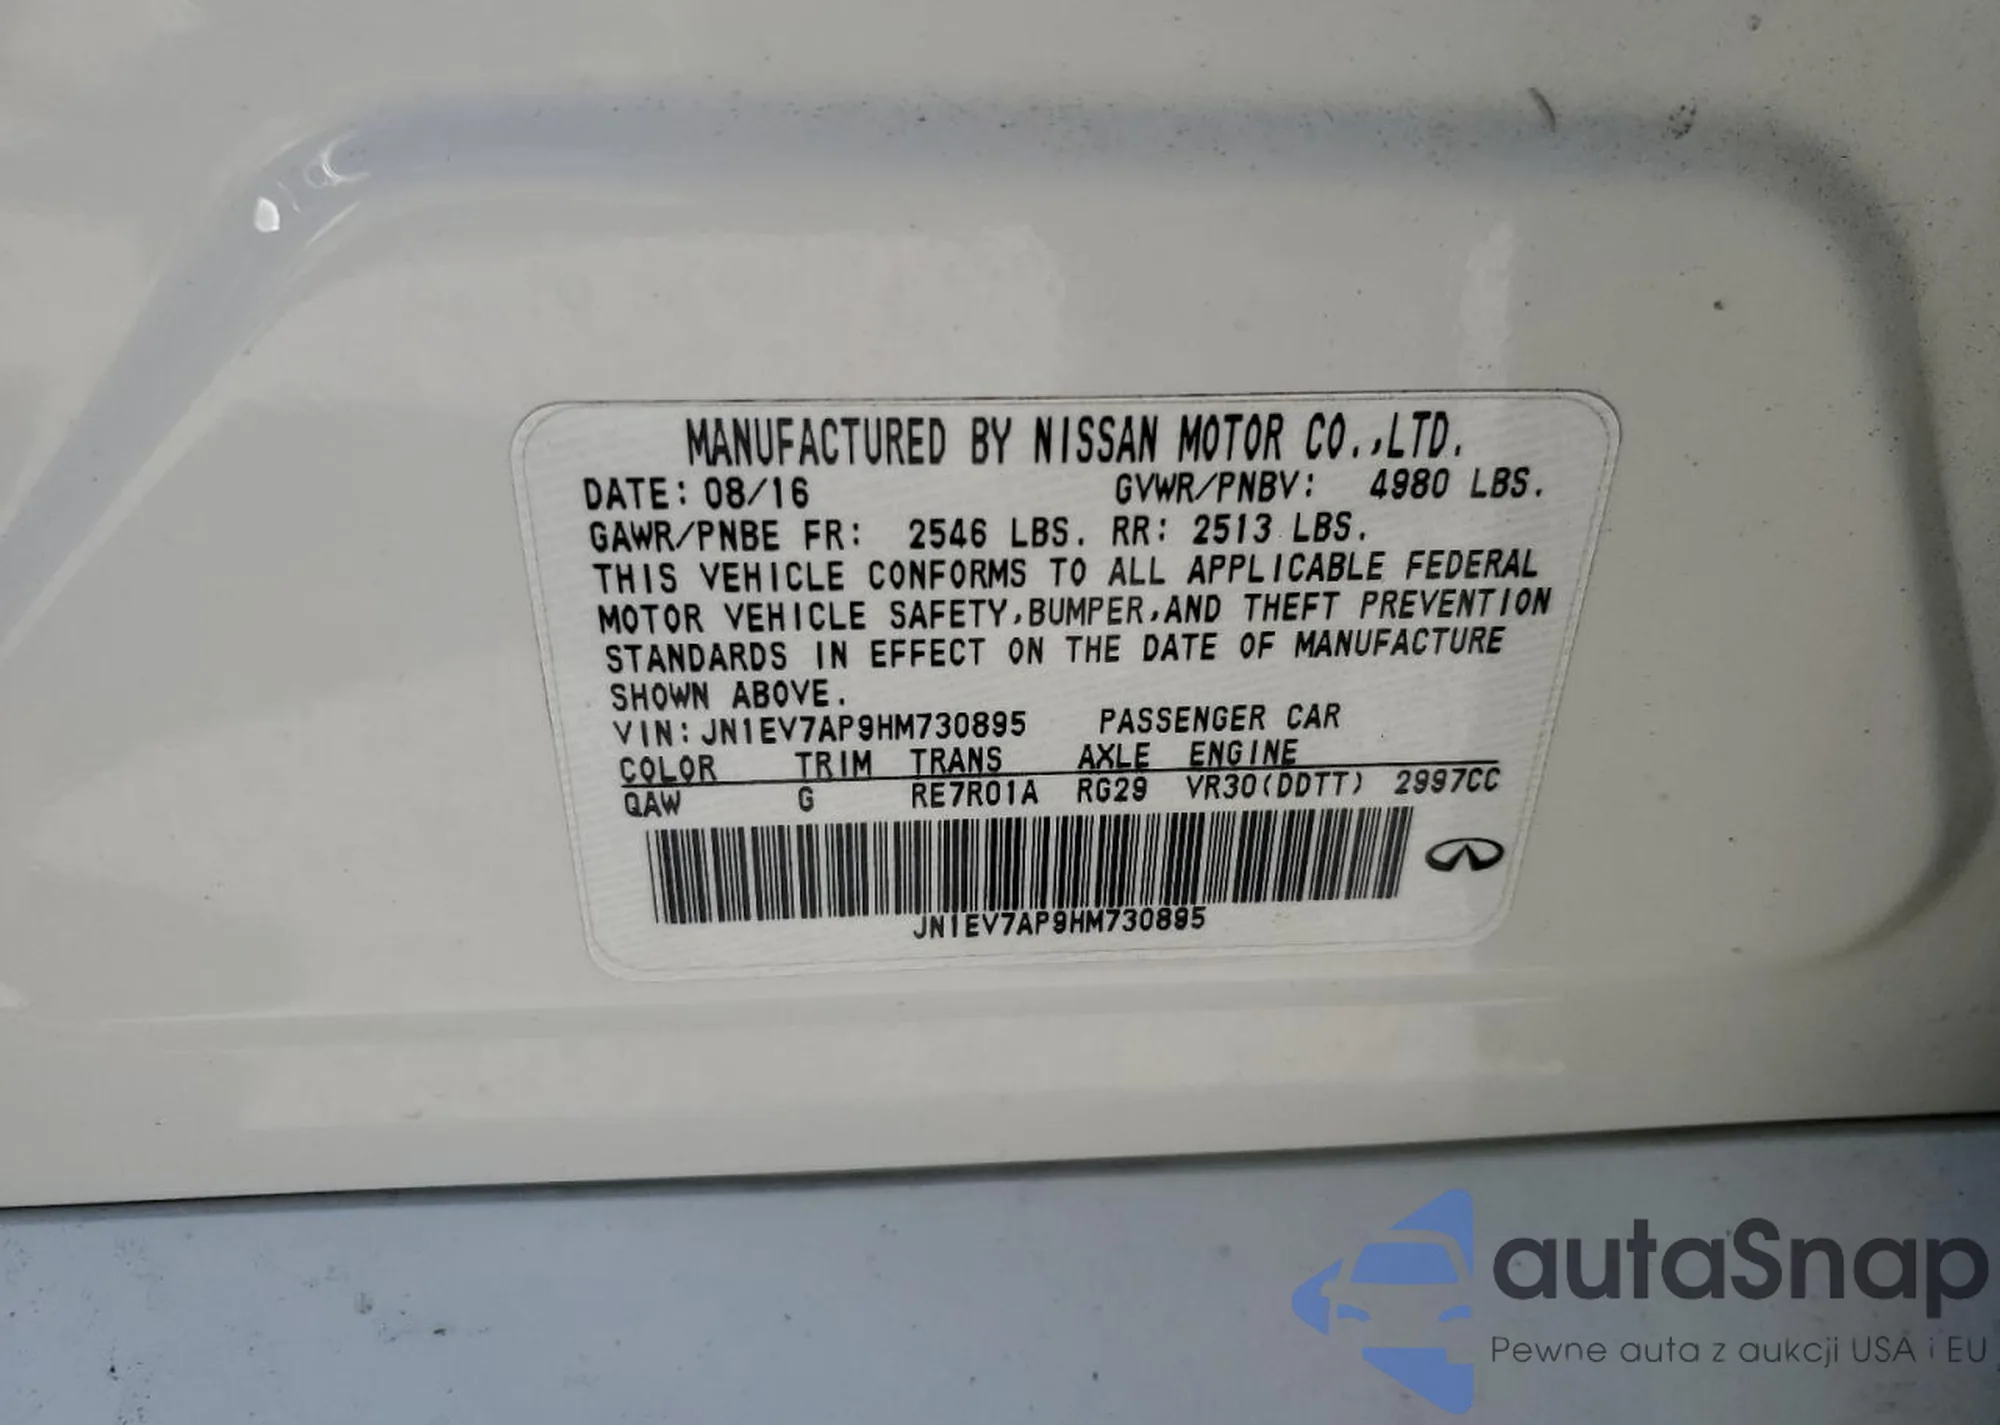 MANUFACTURED BY NISSAN MOTOR CO.,LTD.
DATE: 08/16 GVWR/PNBV: 4980 LBS.
GAWR/PNBE FR: 2546 LBS. RR: 2513 LBS.
THIS VEHICLE CONFORMS TO ALL APPLICABLE FEDERAL
MOTOR VEHICLE SAFETY,BUMPER,AND THEFT PREVENTION
STANDARDS IN EFFECT ON THE DATE OF MANUFACTURE
SHOWN ABOVE.
VIN: JN1EV7AP9HM730895 PASSENGER CAR
COLOR TRIM TRANS AXLE ENGINE
QAW G RE7R01A RG29 VR30(DDTT) 2997CC
JN1EV7AP9HM730895
autaSnap
Pewne auta z aukcji USA i EU